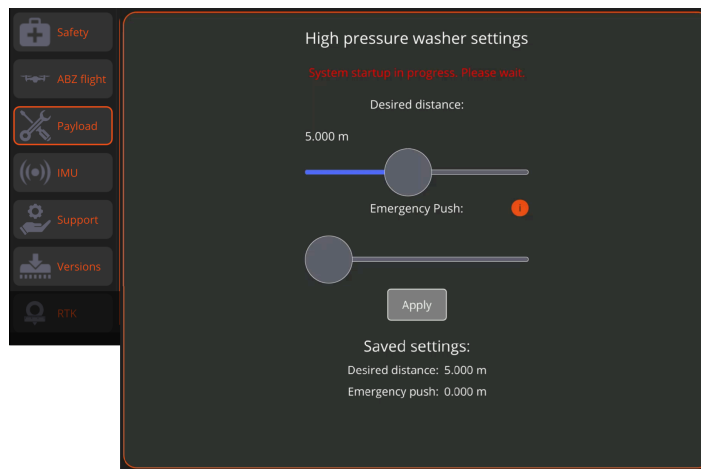 Safety
ABZ flight
Payload
IMU
Support
Versions
RTK
High pressure washer settings
System startup in progress. Please wait.
Desired distance:
5.000 m
Emergency Push:
i
Apply
Saved settings:
Desired distance: 5.000 m
Emergency push: 0.000 m